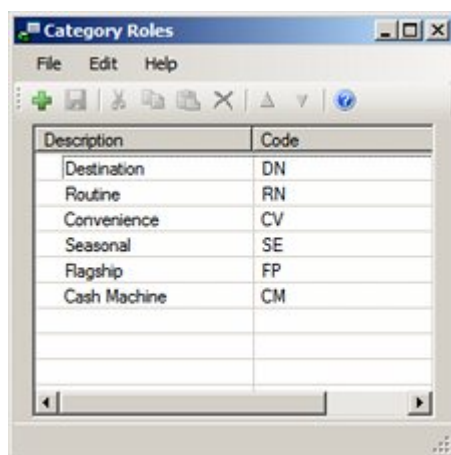 Category Roles
File Edit Help
Description Code
Destination DN
Routine RN
Convenience CV
Seasonal SE
Flagship FP
Cash Machine CM